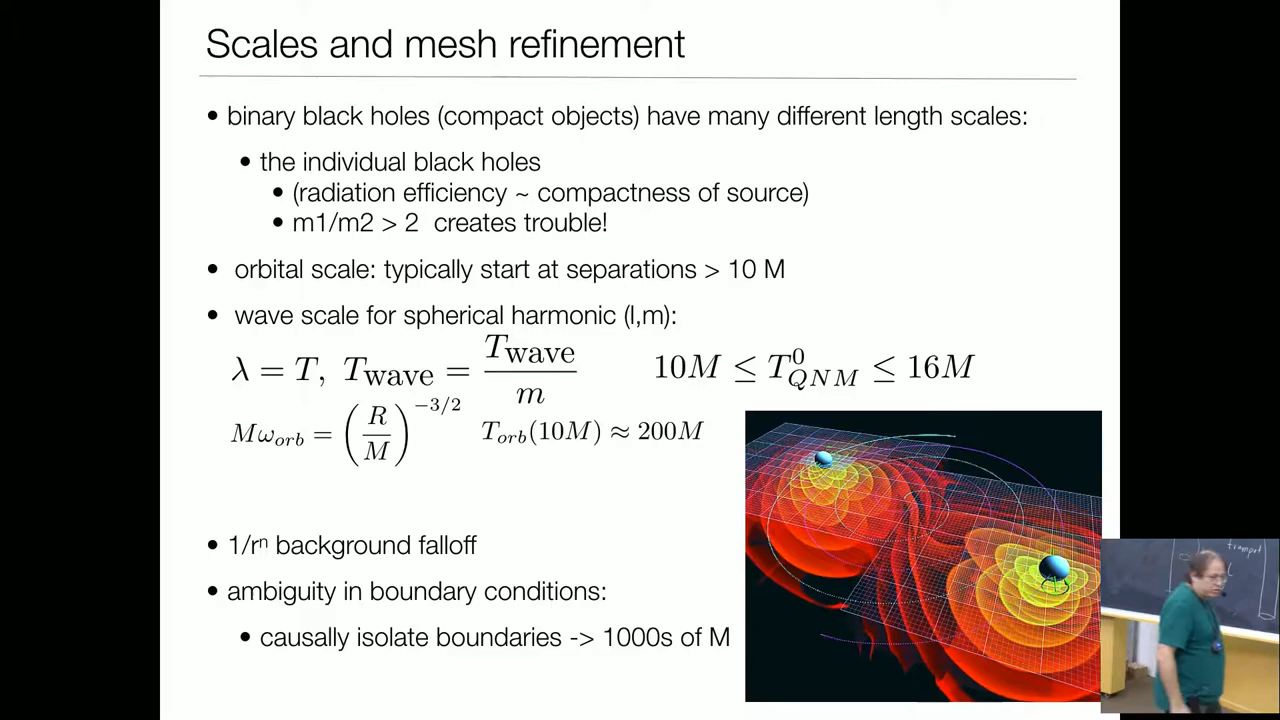 Scales and mesh refinement
• binary black holes (compact objects) have many different length scales:
• the individual black holes
• (radiation efficiency ~ compactness of source)
• m1/m2 > 2 creates trouble!
• orbital scale: typically start at separations > 10 M
• wave scale for spherical harmonic (l,m):
λ = T, T_wave = T_wave / m    10M ≤ T⁰_QNM ≤ 16M
Mω_orb = (R/M)^(-3/2)    T_orb(10M) ≈ 200M
• 1/rⁿ background falloff
• ambiguity in boundary conditions:
• causally isolate boundaries -> 1000s of M